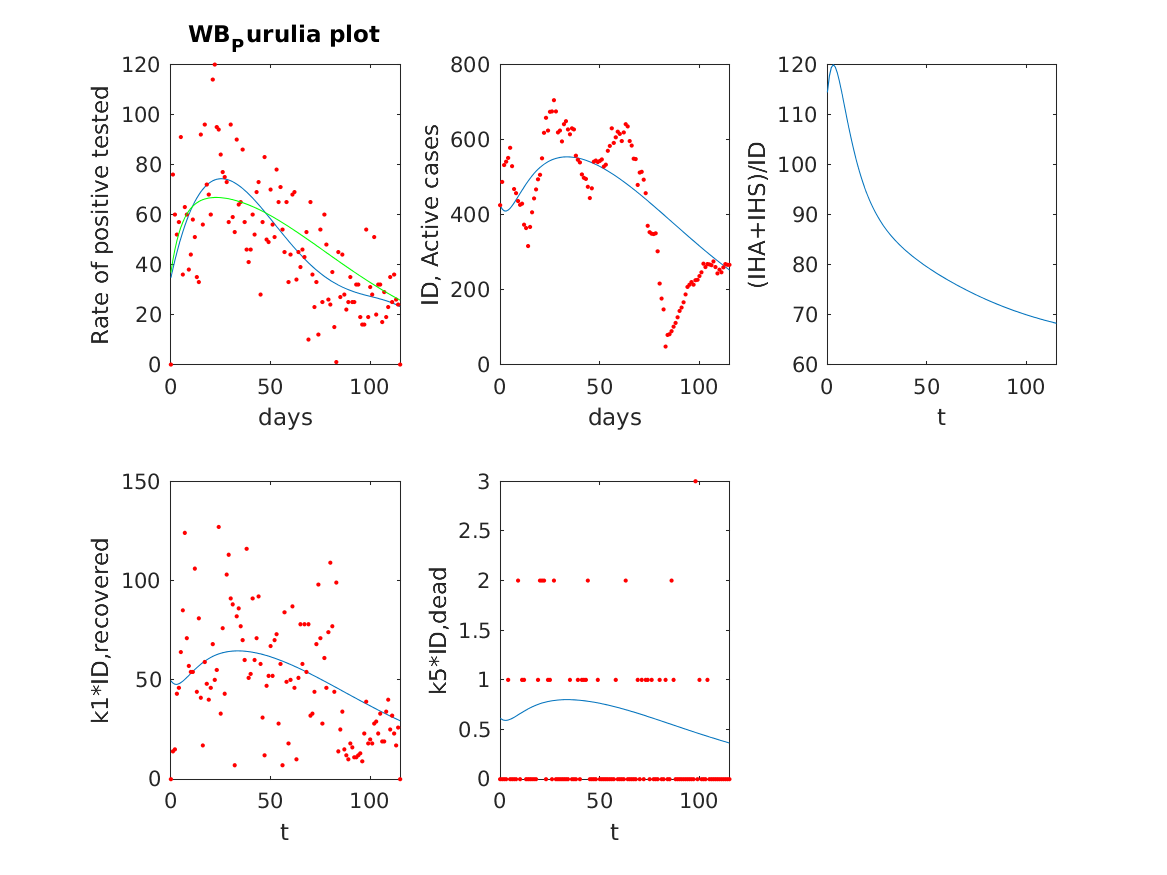 WB_Purulia plot
120
100
80
60
40
20
0
0 50 100
days
Rate of positive tested
800
600
400
200
0
0 50 100
days
ID, Active cases
120
110
100
90
80
70
60
0 50 100
t
(IHA+IHS)/ID
150
100
50
0
0 50 100
t
k1*ID,recovered
3
2.5
2
1.5
1
0.5
0
0 50 100
t
k5*ID,dead